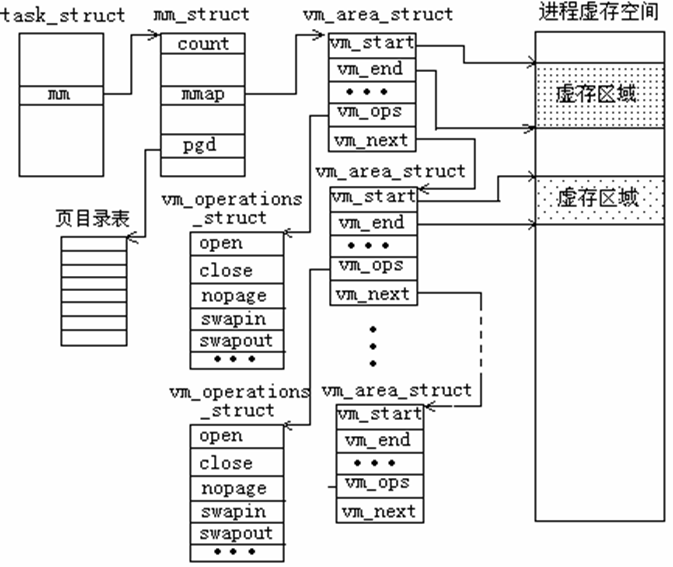 task_struct
mm
mm_struct
count
mmap
pgd
vm_area_struct
vm_start
vm_end
•••
vm_ops
vm_next
进程虚存空间
虚存区域
虚存区域
vm_area_struct
vm_start
vm_end
•••
vm_ops
vm_next
页目录表
vm_operations
_struct
open
close
nopage
swapin
swapout
•••
vm_operations
_struct
open
close
nopage
swapin
swapout
•••
vm_area_struct
vm_start
vm_end
•••
vm_ops
vm_next